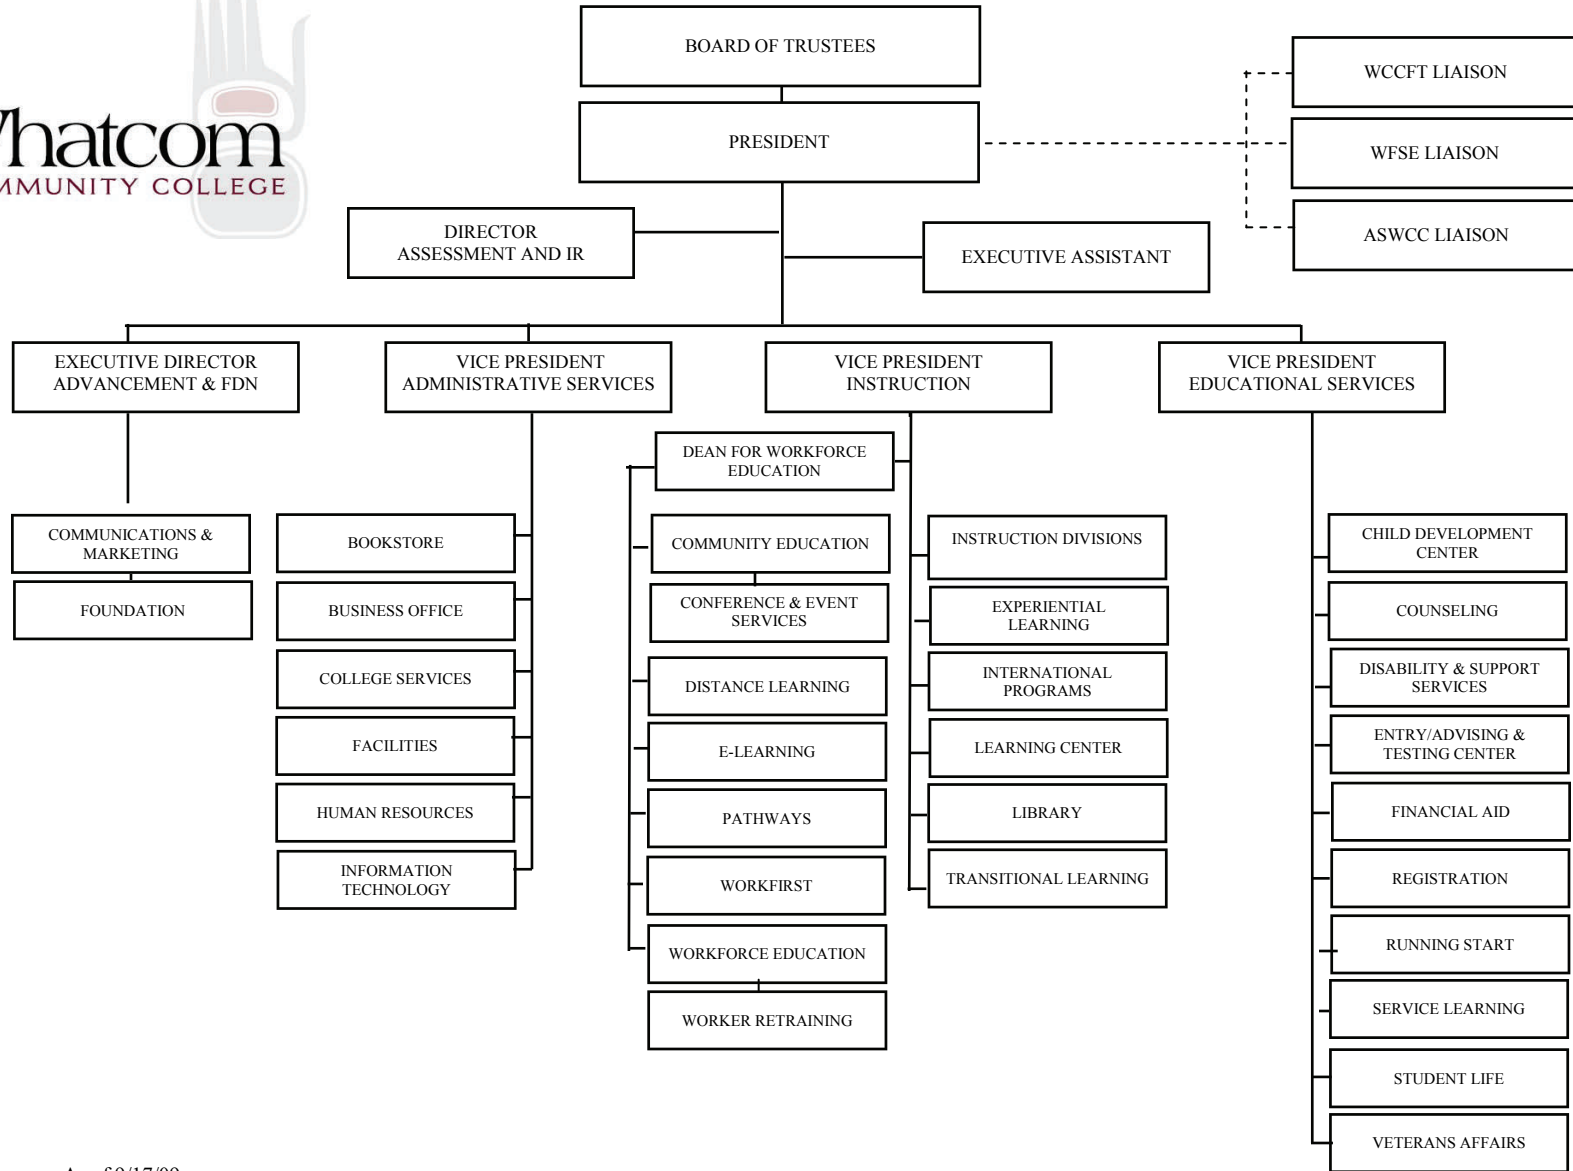 BOARD OF TRUSTEES
WCCFT LIAISON
PRESIDENT
WFSE LIAISON
ASWCC LIAISON
Whatcom
COMMUNITY COLLEGE
DIRECTOR
ASSESSMENT AND IR
EXECUTIVE ASSISTANT
EXECUTIVE DIRECTOR
ADVANCEMENT & FDN
VICE PRESIDENT
ADMINISTRATIVE SERVICES
VICE PRESIDENT
INSTRUCTION
VICE PRESIDENT
EDUCATIONAL SERVICES
COMMUNICATIONS &
MARKETING
FOUNDATION
BOOKSTORE
BUSINESS OFFICE
COLLEGE SERVICES
FACILITIES
HUMAN RESOURCES
INFORMATION
TECHNOLOGY
DEAN FOR WORKFORCE
EDUCATION
COMMUNITY EDUCATION
CONFERENCE & EVENT
SERVICES
DISTANCE LEARNING
E-LEARNING
PATHWAYS
WORKFIRST
WORKFORCE EDUCATION
WORKER RETRAINING
INSTRUCTION DIVISIONS
EXPERIENTIAL
LEARNING
INTERNATIONAL
PROGRAMS
LEARNING CENTER
LIBRARY
TRANSITIONAL LEARNING
CHILD DEVELOPMENT
CENTER
COUNSELING
DISABILITY & SUPPORT
SERVICES
ENTRY/ADVISING &
TESTING CENTER
FINANCIAL AID
REGISTRATION
RUNNING START
SERVICE LEARNING
STUDENT LIFE
VETERANS AFFAIRS